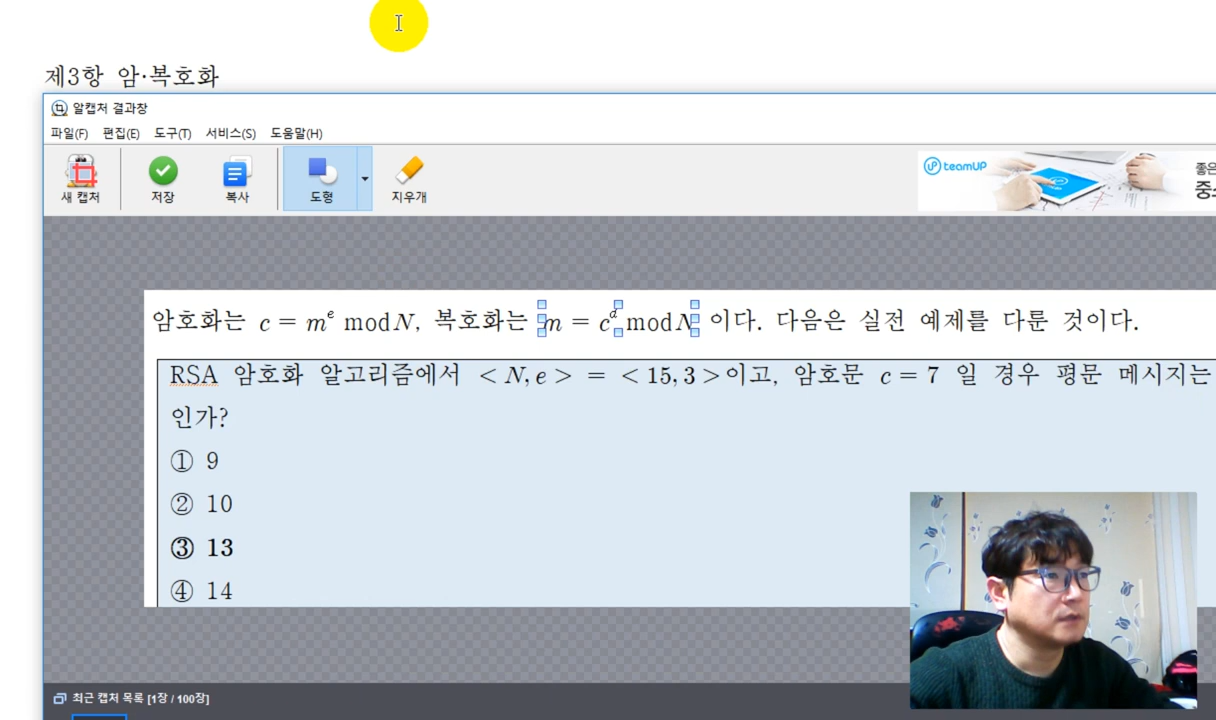 제3항 암·복호화
알캡처 결과창
파일(F) 편집(E) 도구(T) 서비스(S) 도움말(H)
새 캡처 저장 복사 도형 지우개
teamUP
좋은
암호화는 c = m^e mod N, 복호화는 m = c^d mod N 이다. 다음은 실전 예제를 다룬 것이다.
RSA 암호화 알고리즘에서 < N, e > = < 15, 3 >이고, 암호문 c = 7 일 경우 평문 메시지는
인가?
① 9
② 10
③ 13
④ 14
최근 캡처 목록 [1장 / 100장]